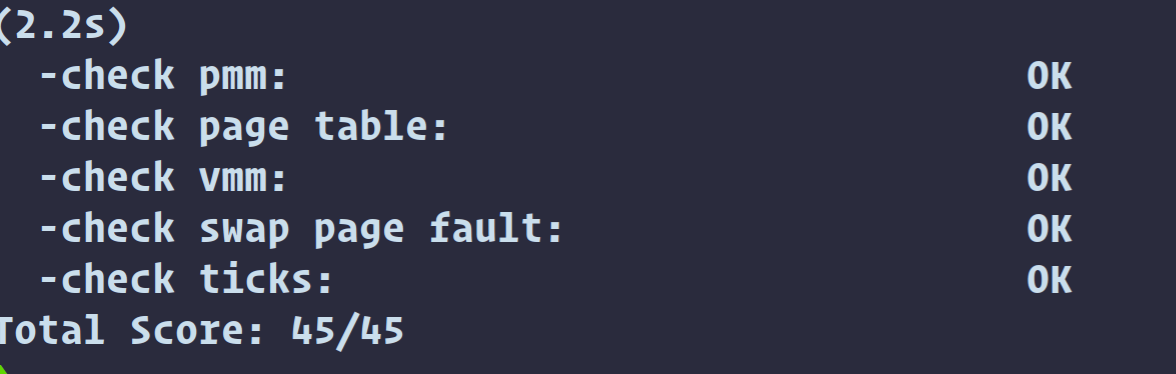 (2.2s)
-check pmm: OK
-check page table: OK
-check vmm: OK
-check swap page fault: OK
-check ticks: OK
Total Score: 45/45